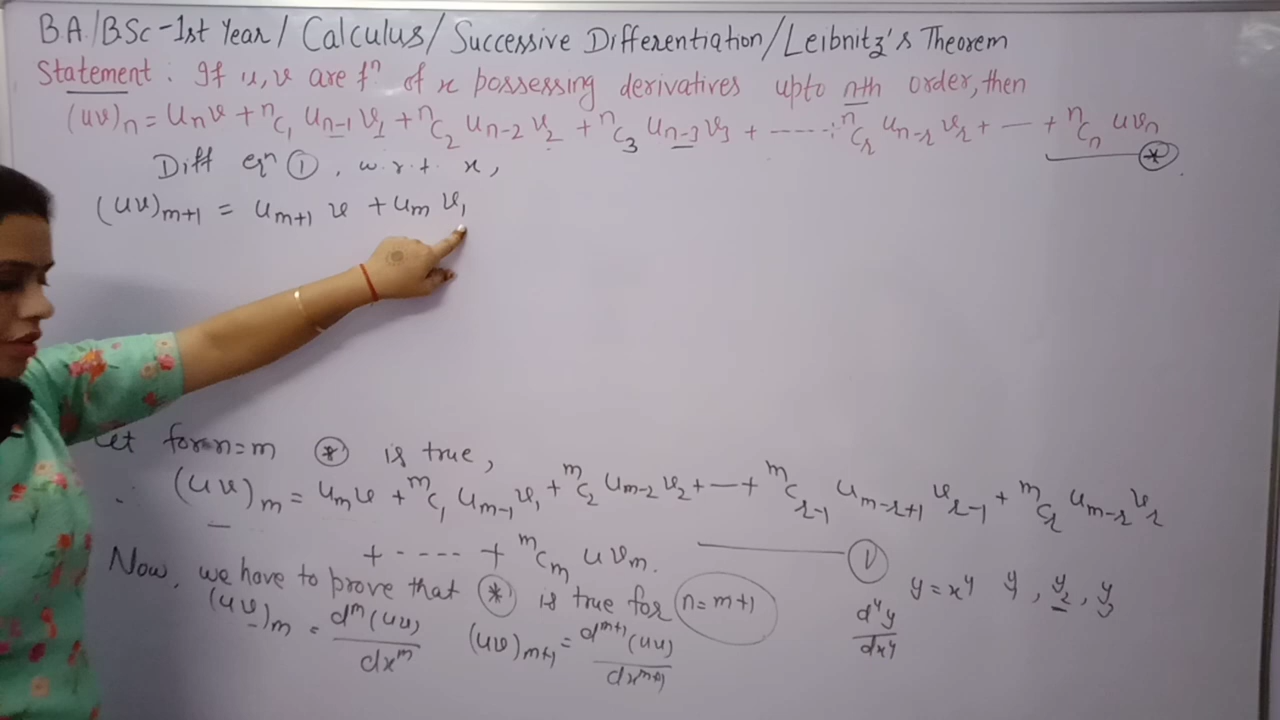 B.A./B.Sc-1st Year/ Calculus/ Successive Differentiation/Leibnitz's Theorem
Statement : If u, v are fⁿ of x possessing derivatives upto nth order, then
(uv)ₙ = uₙv + ⁿC₁ uₙ₋₁ v₁ + ⁿC₂ uₙ₋₂ v₂ + ⁿC₃ uₙ₋₃ v₃ + ----- ⁿCᵣ uₙ₋ᵣ vᵣ + — + ⁿCₙ uvₙ
(*)
Diff eqⁿ (1), w.r.t. x,
(uv)ₘ₊₁ = uₘ₊₁ v + uₘ v₁
Let for n=m (*) is true,
∴ (uv)ₘ = uₘv + ᵐC₁ uₘ₋₁v₁ + ᵐC₂ uₘ₋₂ v₂ + — + ᵐCᵣ₋₁ uₘ₋ᵣ₊₁ vᵣ₋₁ + ᵐCᵣ uₘ₋ᵣ vᵣ
+ ---- + ᵐCₘ uvₘ. (1)
Now, we have to prove that (*) is true for n=m+1
(uv)ₘ = dᵐ(uv)/dxᵐ (uv)ₘ₊₁ = dᵐ⁺¹(uv)/dxᵐ⁺¹ d⁴y/dx⁴ y = x⁴ y₁, y₂, y₃